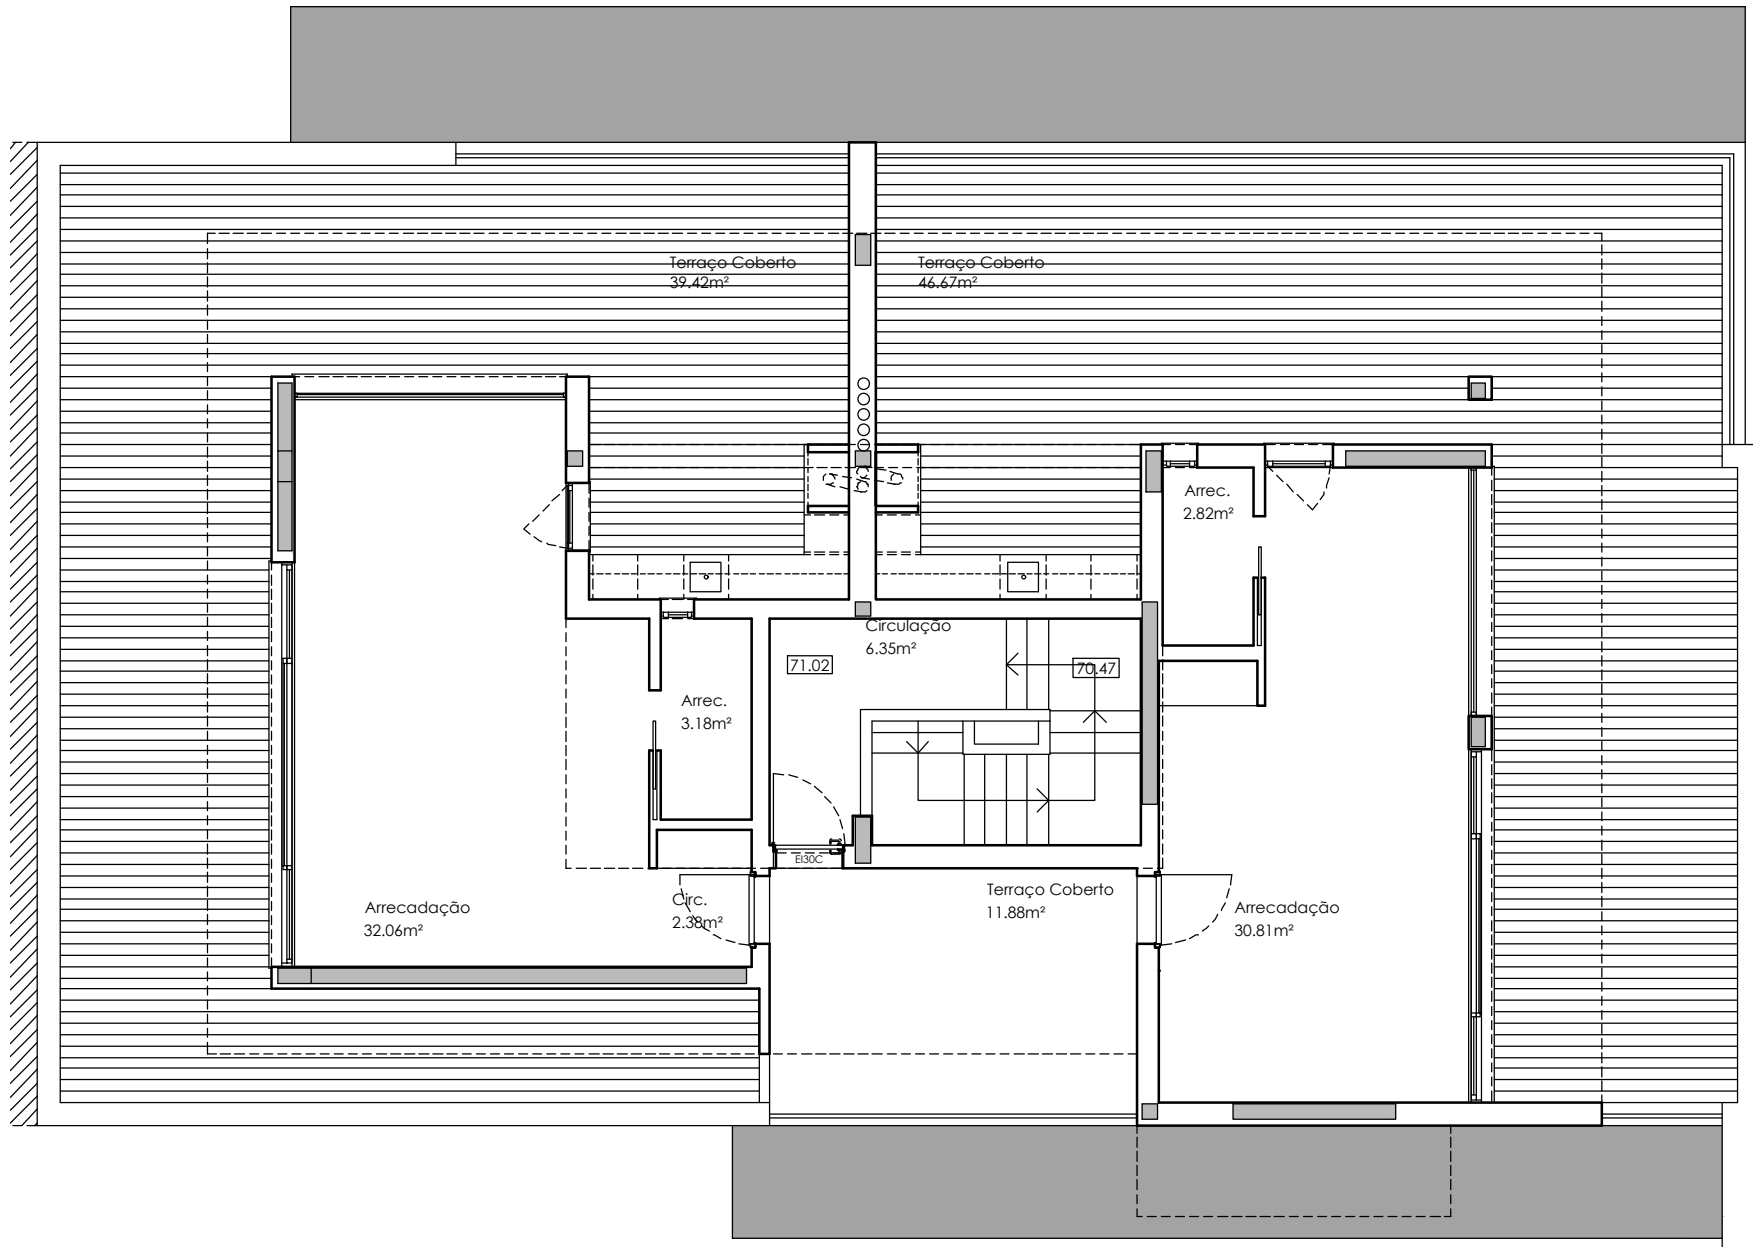 Terraço Coberto
39.42m²
Terraço Coberto
46.67m²
Arrec.
2.82m²
Circulação
6.35m²
71.02
70.47
Arrec.
3.18m²
EI30C
Terraço Coberto
11.88m²
Circ.
2.38m²
Arrecadação
32.06m²
Arrecadação
30.81m²